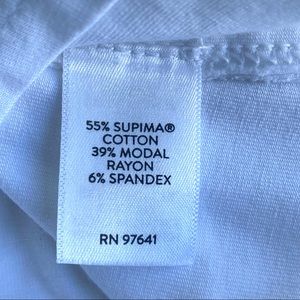 55% SUPIMA®
COTTON
39% MODAL
RAYON
6% SPANDEX
RN 97641